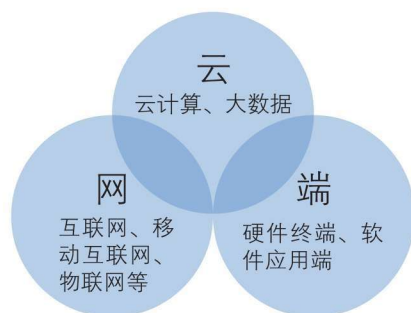 云
云计算、大数据
网
互联网、移
动互联网、
物联网等
端
硬件终端、软
件应用端